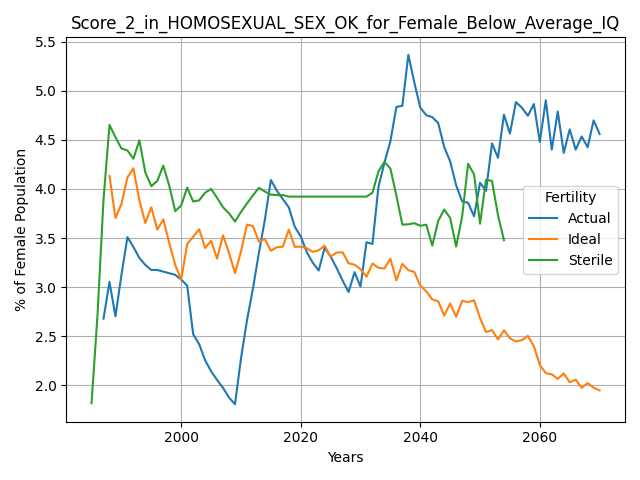 Score_2_in_HOMOSEXUAL_SEX_OK_for_Female_Below_Average_IQ
5.5
5.0
4.5
4.0
3.5
3.0
2.5
2.0
% of Female Population
Fertility
Actual
Ideal
Sterile
2000
2020
2040
2060
Years